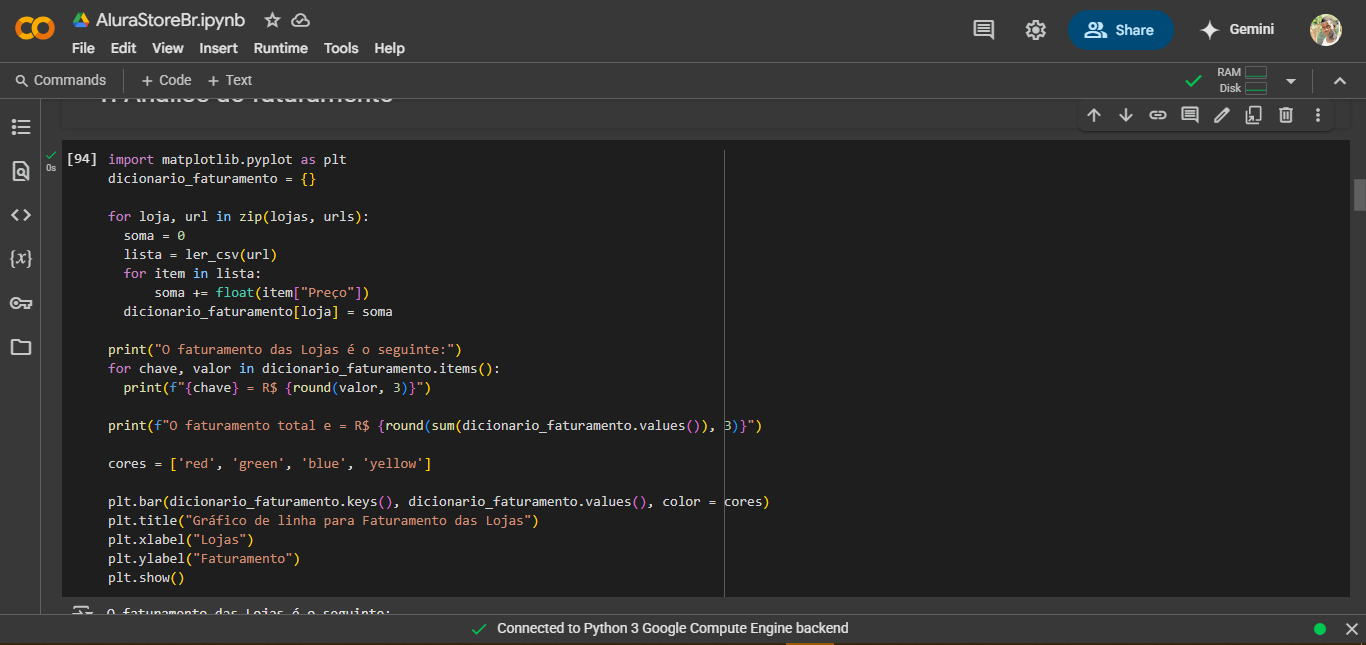 AluraStoreBr.ipynb
File Edit View Insert Runtime Tools Help
Share
Gemini
Commands + Code + Text
RAM
Disk
1. Análise do faturamento
0s
[94] import matplotlib.pyplot as plt
dicionario_faturamento = {}
for loja, url in zip(lojas, urls):
soma = 0
lista = ler_csv(url)
for item in lista:
soma += float(item["Preço"])
dicionario_faturamento[loja] = soma
print("O faturamento das Lojas é o seguinte:")
for chave, valor in dicionario_faturamento.items():
print(f"{chave} = R$ {round(valor, 3)}")
print(f"O faturamento total e = R$ {round(sum(dicionario_faturamento.values()), 3)}")
cores = ['red', 'green', 'blue', 'yellow']
plt.bar(dicionario_faturamento.keys(), dicionario_faturamento.values(), color = cores)
plt.title("Gráfico de linha para Faturamento das Lojas")
plt.xlabel("Lojas")
plt.ylabel("Faturamento")
plt.show()
O faturamento das Lojas é o seguinte:
Connected to Python 3 Google Compute Engine backend